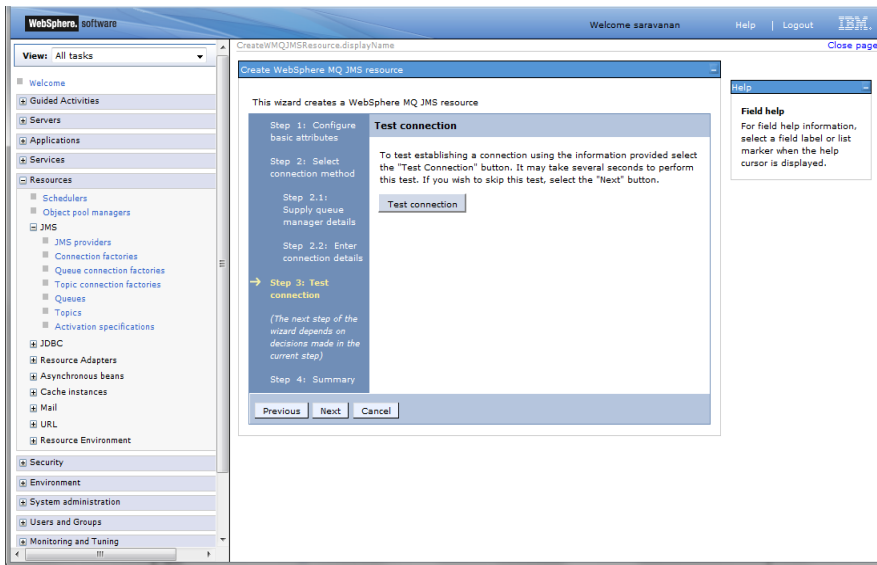 WebSphere. software
Welcome saravanan
Help | Logout
IBM.
View: All tasks
CreateWMQJMSResource.displayName
Close page
Welcome
Guided Activities
Servers
Applications
Services
Resources
Schedulers
Object pool managers
JMS
JMS providers
Connection factories
Queue connection factories
Topic connection factories
Queues
Topics
Activation specifications
JDBC
Resource Adapters
Asynchronous beans
Cache instances
Mail
URL
Resource Environment
Security
Environment
System administration
Users and Groups
Monitoring and Tuning
Create WebSphere MQ JMS resource
This wizard creates a WebSphere MQ JMS resource
Step 1: Configure
basic attributes
Step 2: Select
connection method
Step 2.1:
Supply queue
manager details
Step 2.2: Enter
connection details
Step 3: Test
connection
(The next step of the
wizard depends on
decisions made in the
current step)
Step 4: Summary
Test connection
To test establishing a connection using the information provided select
the "Test Connection" button. It may take several seconds to perform
this test. If you wish to skip this test, select the "Next" button.
Test connection
Previous Next Cancel
Help
Field help
For field help information,
select a field label or list
marker when the help
cursor is displayed.